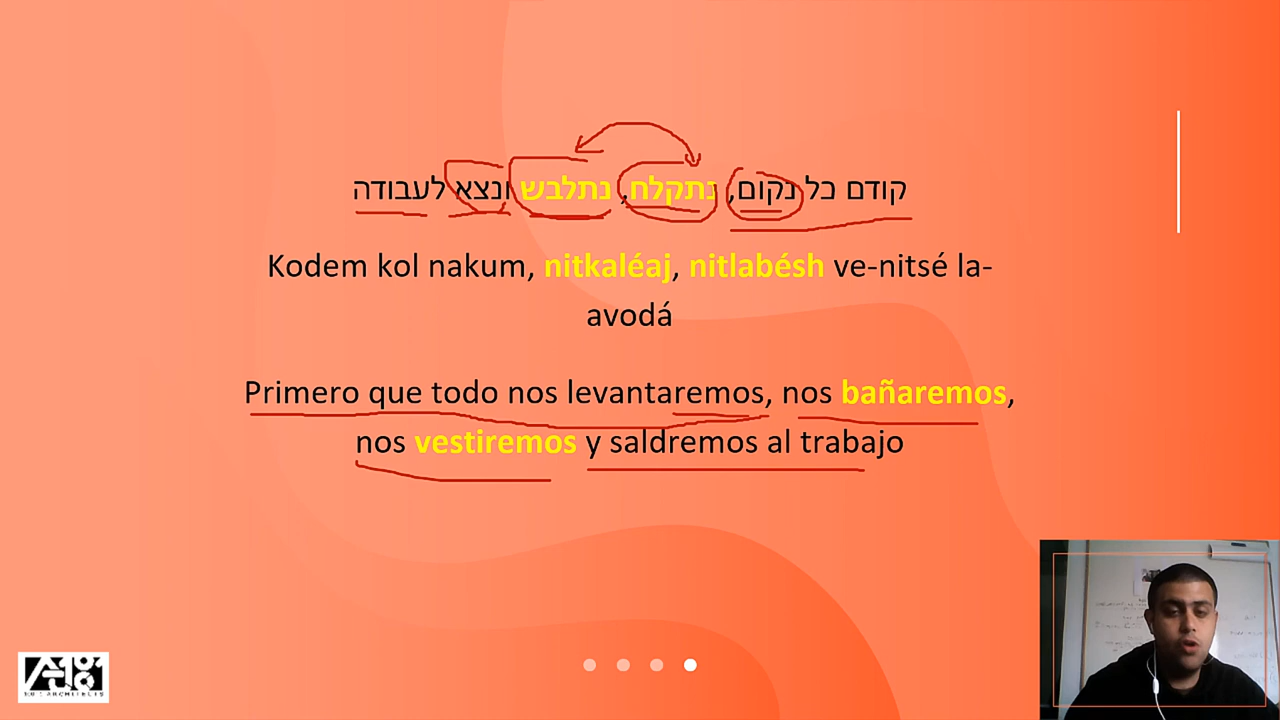 קודם כל נקום, נתקלח, נתלבש ונצא לעבודה
Kodem kol nakum, nitkaléaj, nitlabésh ve-nitsé la-
avodá
Primero que todo nos levantaremos, nos bañaremos,
nos vestiremos y saldremos al trabajo